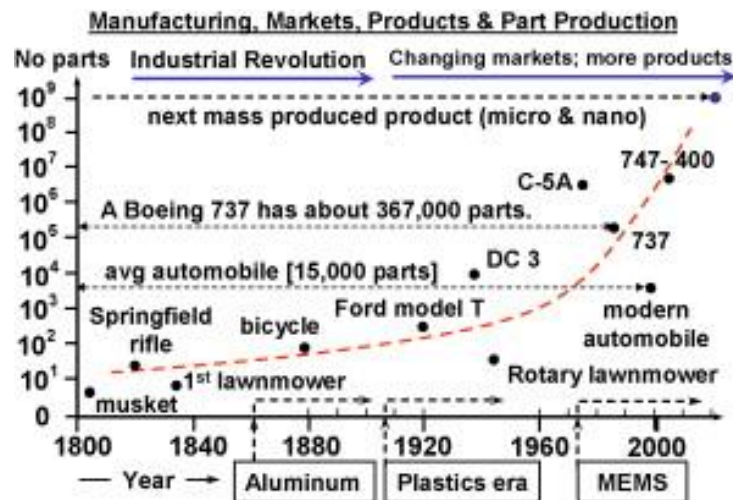 Manufacturing, Markets, Products & Part Production
No parts
Industrial Revolution
Changing markets; more products
10⁹
next mass produced product (micro & nano)
10⁸
10⁷
747-400
C-5A
10⁶
A Boeing 737 has about 367,000 parts.
10⁵
737
DC 3
10⁴
avg automobile [15,000 parts]
10³
Ford model T
modern
automobile
Springfield
rifle
bicycle
10²
10¹
1st lawnmower
Rotary lawnmower
musket
0
1800 1840 1880 1920 1960 2000
Year
Aluminum
Plastics era
MEMS